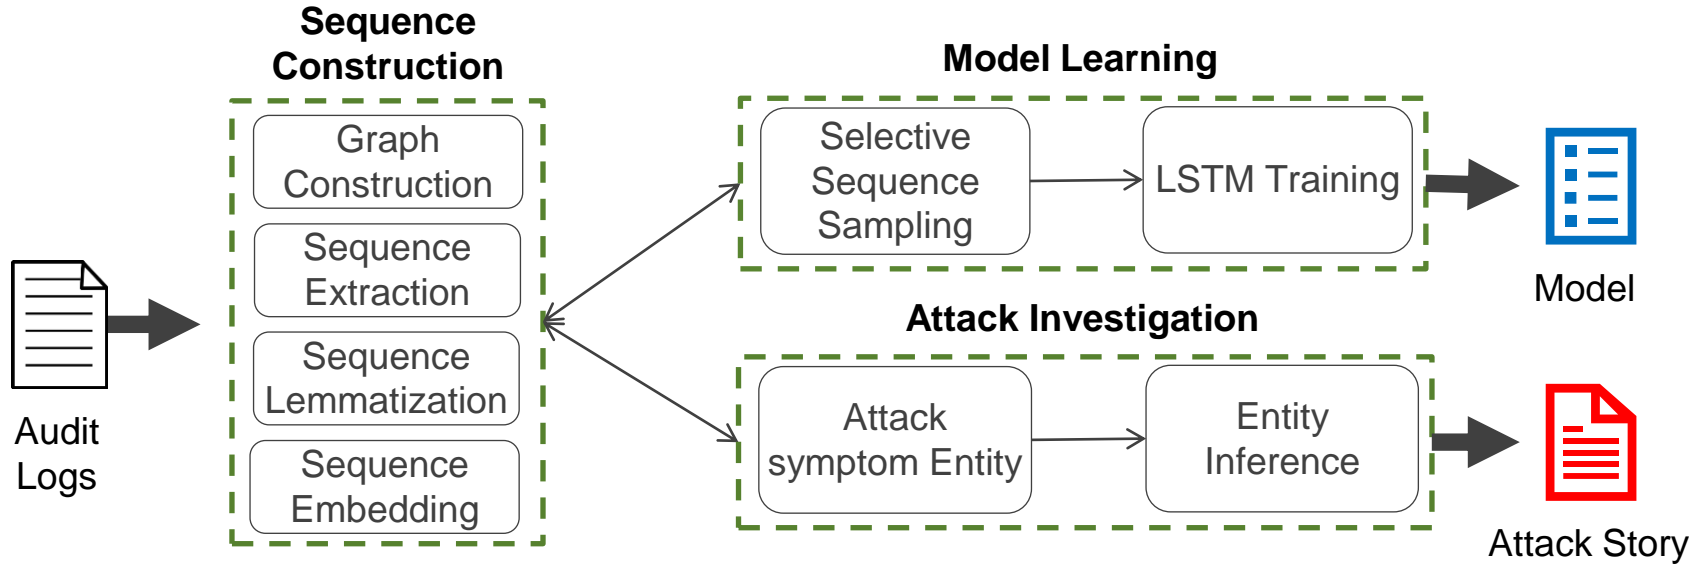 Sequence
Construction
Graph
Construction
Sequence
Extraction
Sequence
Lemmatization
Sequence
Embedding
Audit
Logs
Model Learning
Selective
Sequence
Sampling
LSTM Training
Model
Attack Investigation
Attack
symptom Entity
Entity
Inference
Attack Story